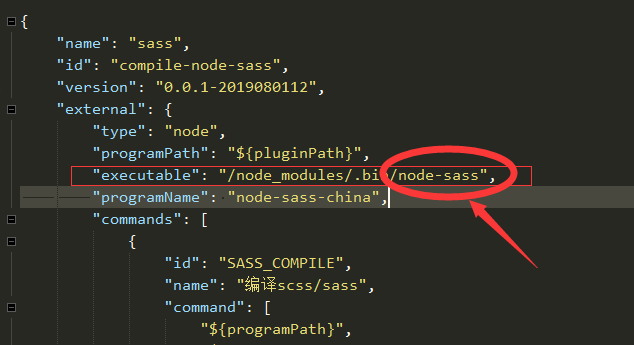 {
"name": "sass",
"id": "compile-node-sass",
"version": "0.0.1-2019080112",
"external": {
"type": "node",
"programPath": "${pluginPath}",
"executable": "/node_modules/.bin/node-sass",
"programName": "node-sass-china",
"commands": [
{
"id": "SASS_COMPILE",
"name": "编译scss/sass",
"command": [
"${programPath}",